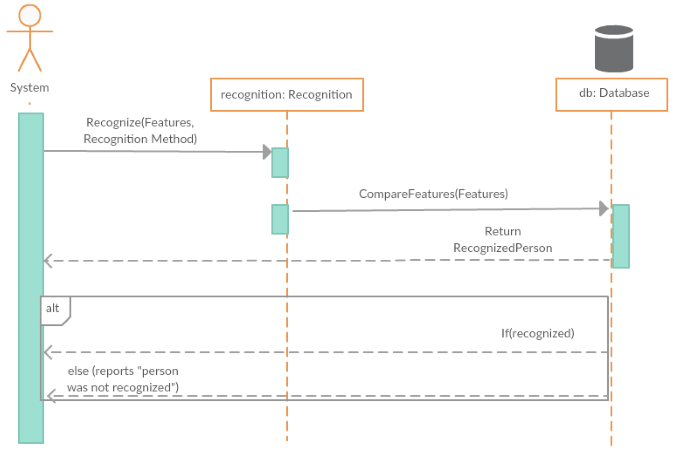 System
recognition: Recognition
db: Database
Recognize(Features,
Recognition Method)
CompareFeatures(Features)
Return
RecognizedPerson
alt
If(recognized)
else (reports "person
was not recognized")